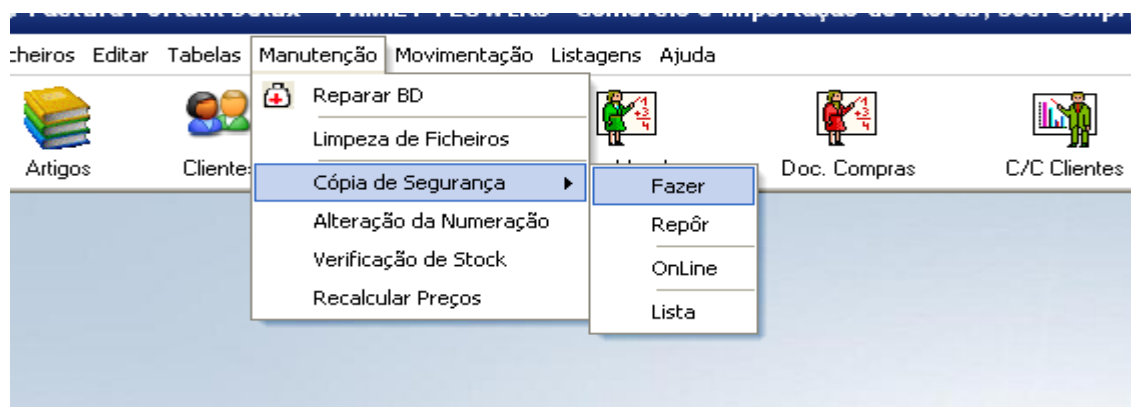 cheiros Editar Tabelas Manutenção Movimentação Listagens Ajuda
Artigos
Clientes
Doc. Compras
C/C Clientes
Reparar BD
Limpeza de Ficheiros
Cópia de Segurança
Alteração da Numeração
Verificação de Stock
Recalcular Preços
Fazer
Repôr
OnLine
Lista